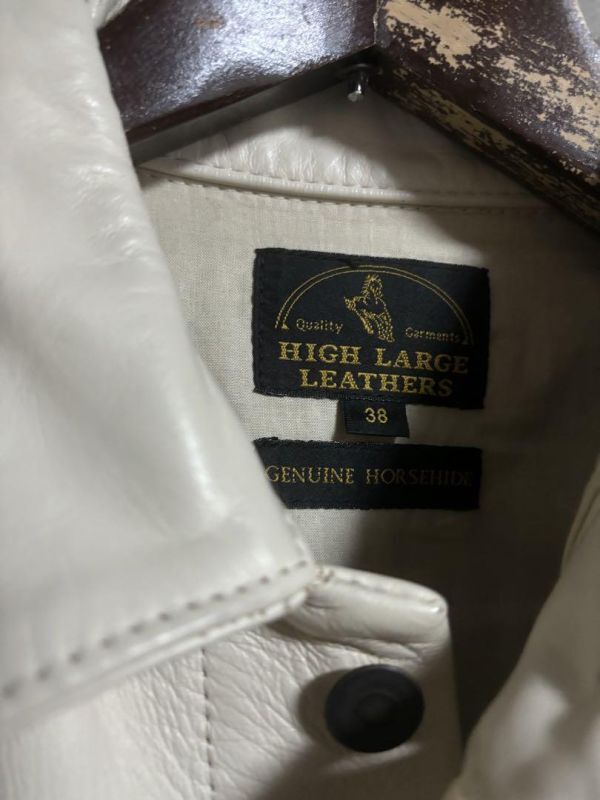 Quality Garments
HIGH LARGE
LEATHERS
38
GENUINE HORSEHIDE